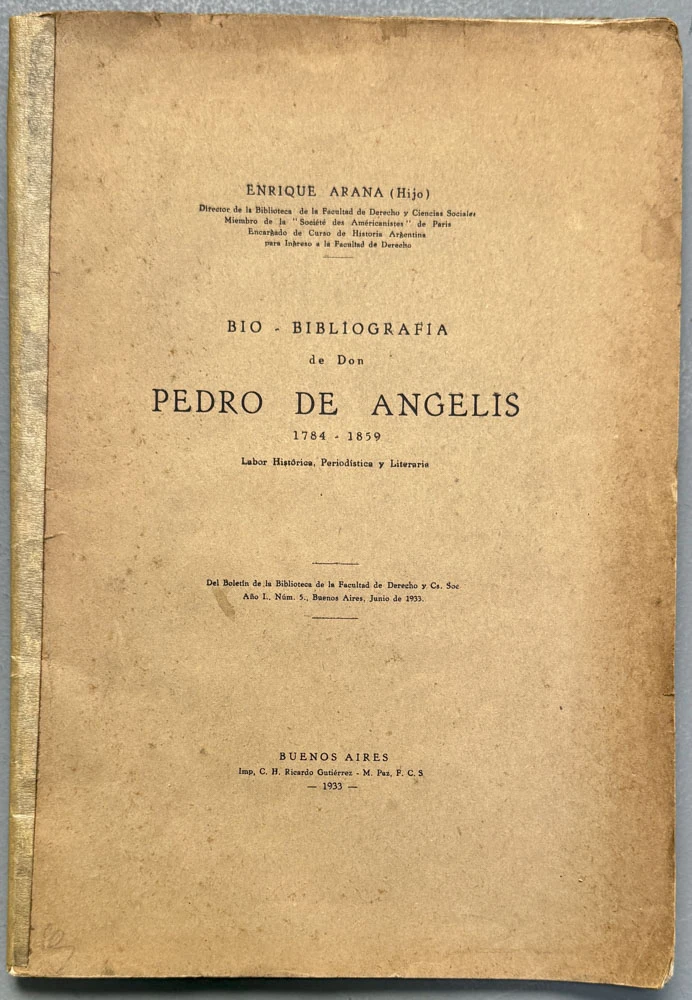 ENRIQUE ARANA (Hijo)
Director de la Biblioteca de la Facultad de Derecho y Ciencias Sociales
Miembro de la "Société des Américanistes" de Paris
Encargado de Curso de Historia Argentina
para Ingreso a la Facultad de Derecho
BIO - BIBLIOGRAFIA
de Don
PEDRO DE ANGELIS
1784 - 1859
Labor Histórica, Periodística y Literaria
Del Boletín de la Biblioteca de la Facultad de Derecho y Cs. Soc
Año I., Núm. 5., Buenos Aires, Junio de 1933.
BUENOS AIRES
Imp, C. H. Ricardo Gutiérrez - M. Paz, F. C. S
— 1933 —